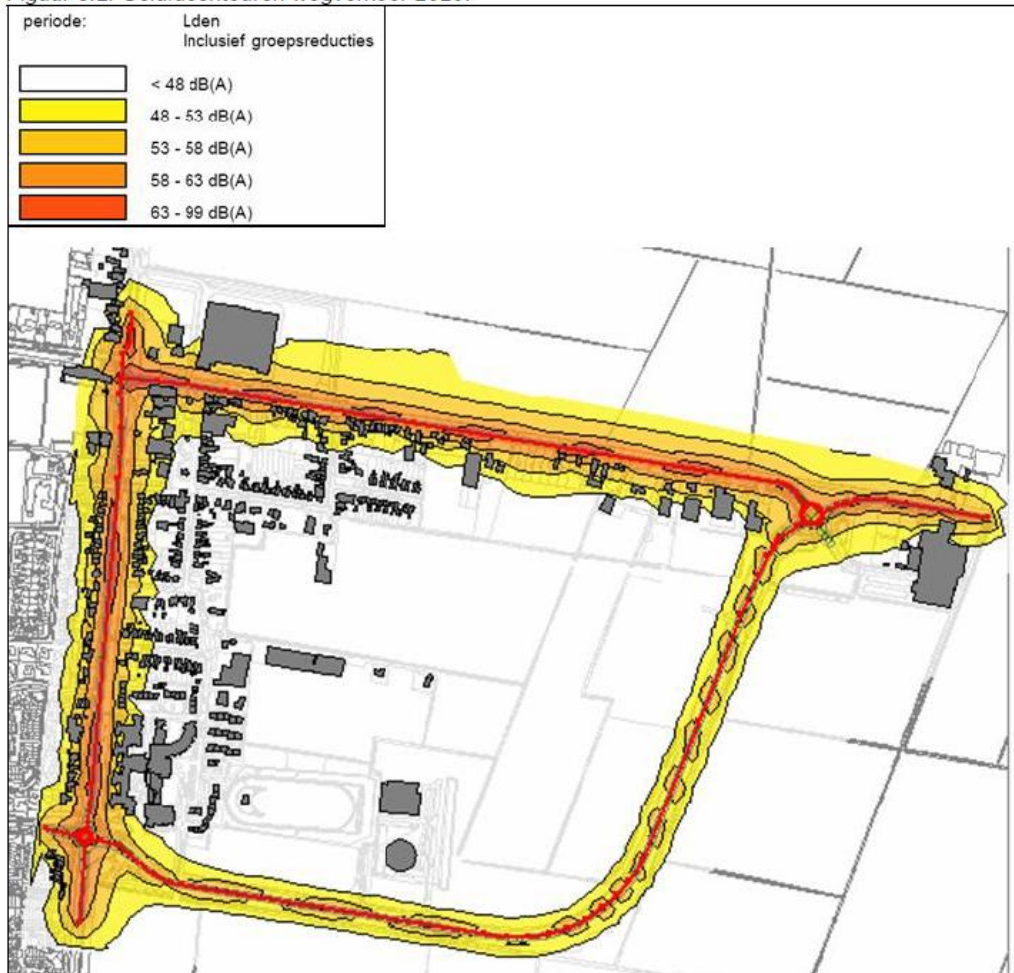 periode: Lden
Inclusief groepsreducties
< 48 dB(A)
48 - 53 dB(A)
53 - 58 dB(A)
58 - 63 dB(A)
63 - 99 dB(A)